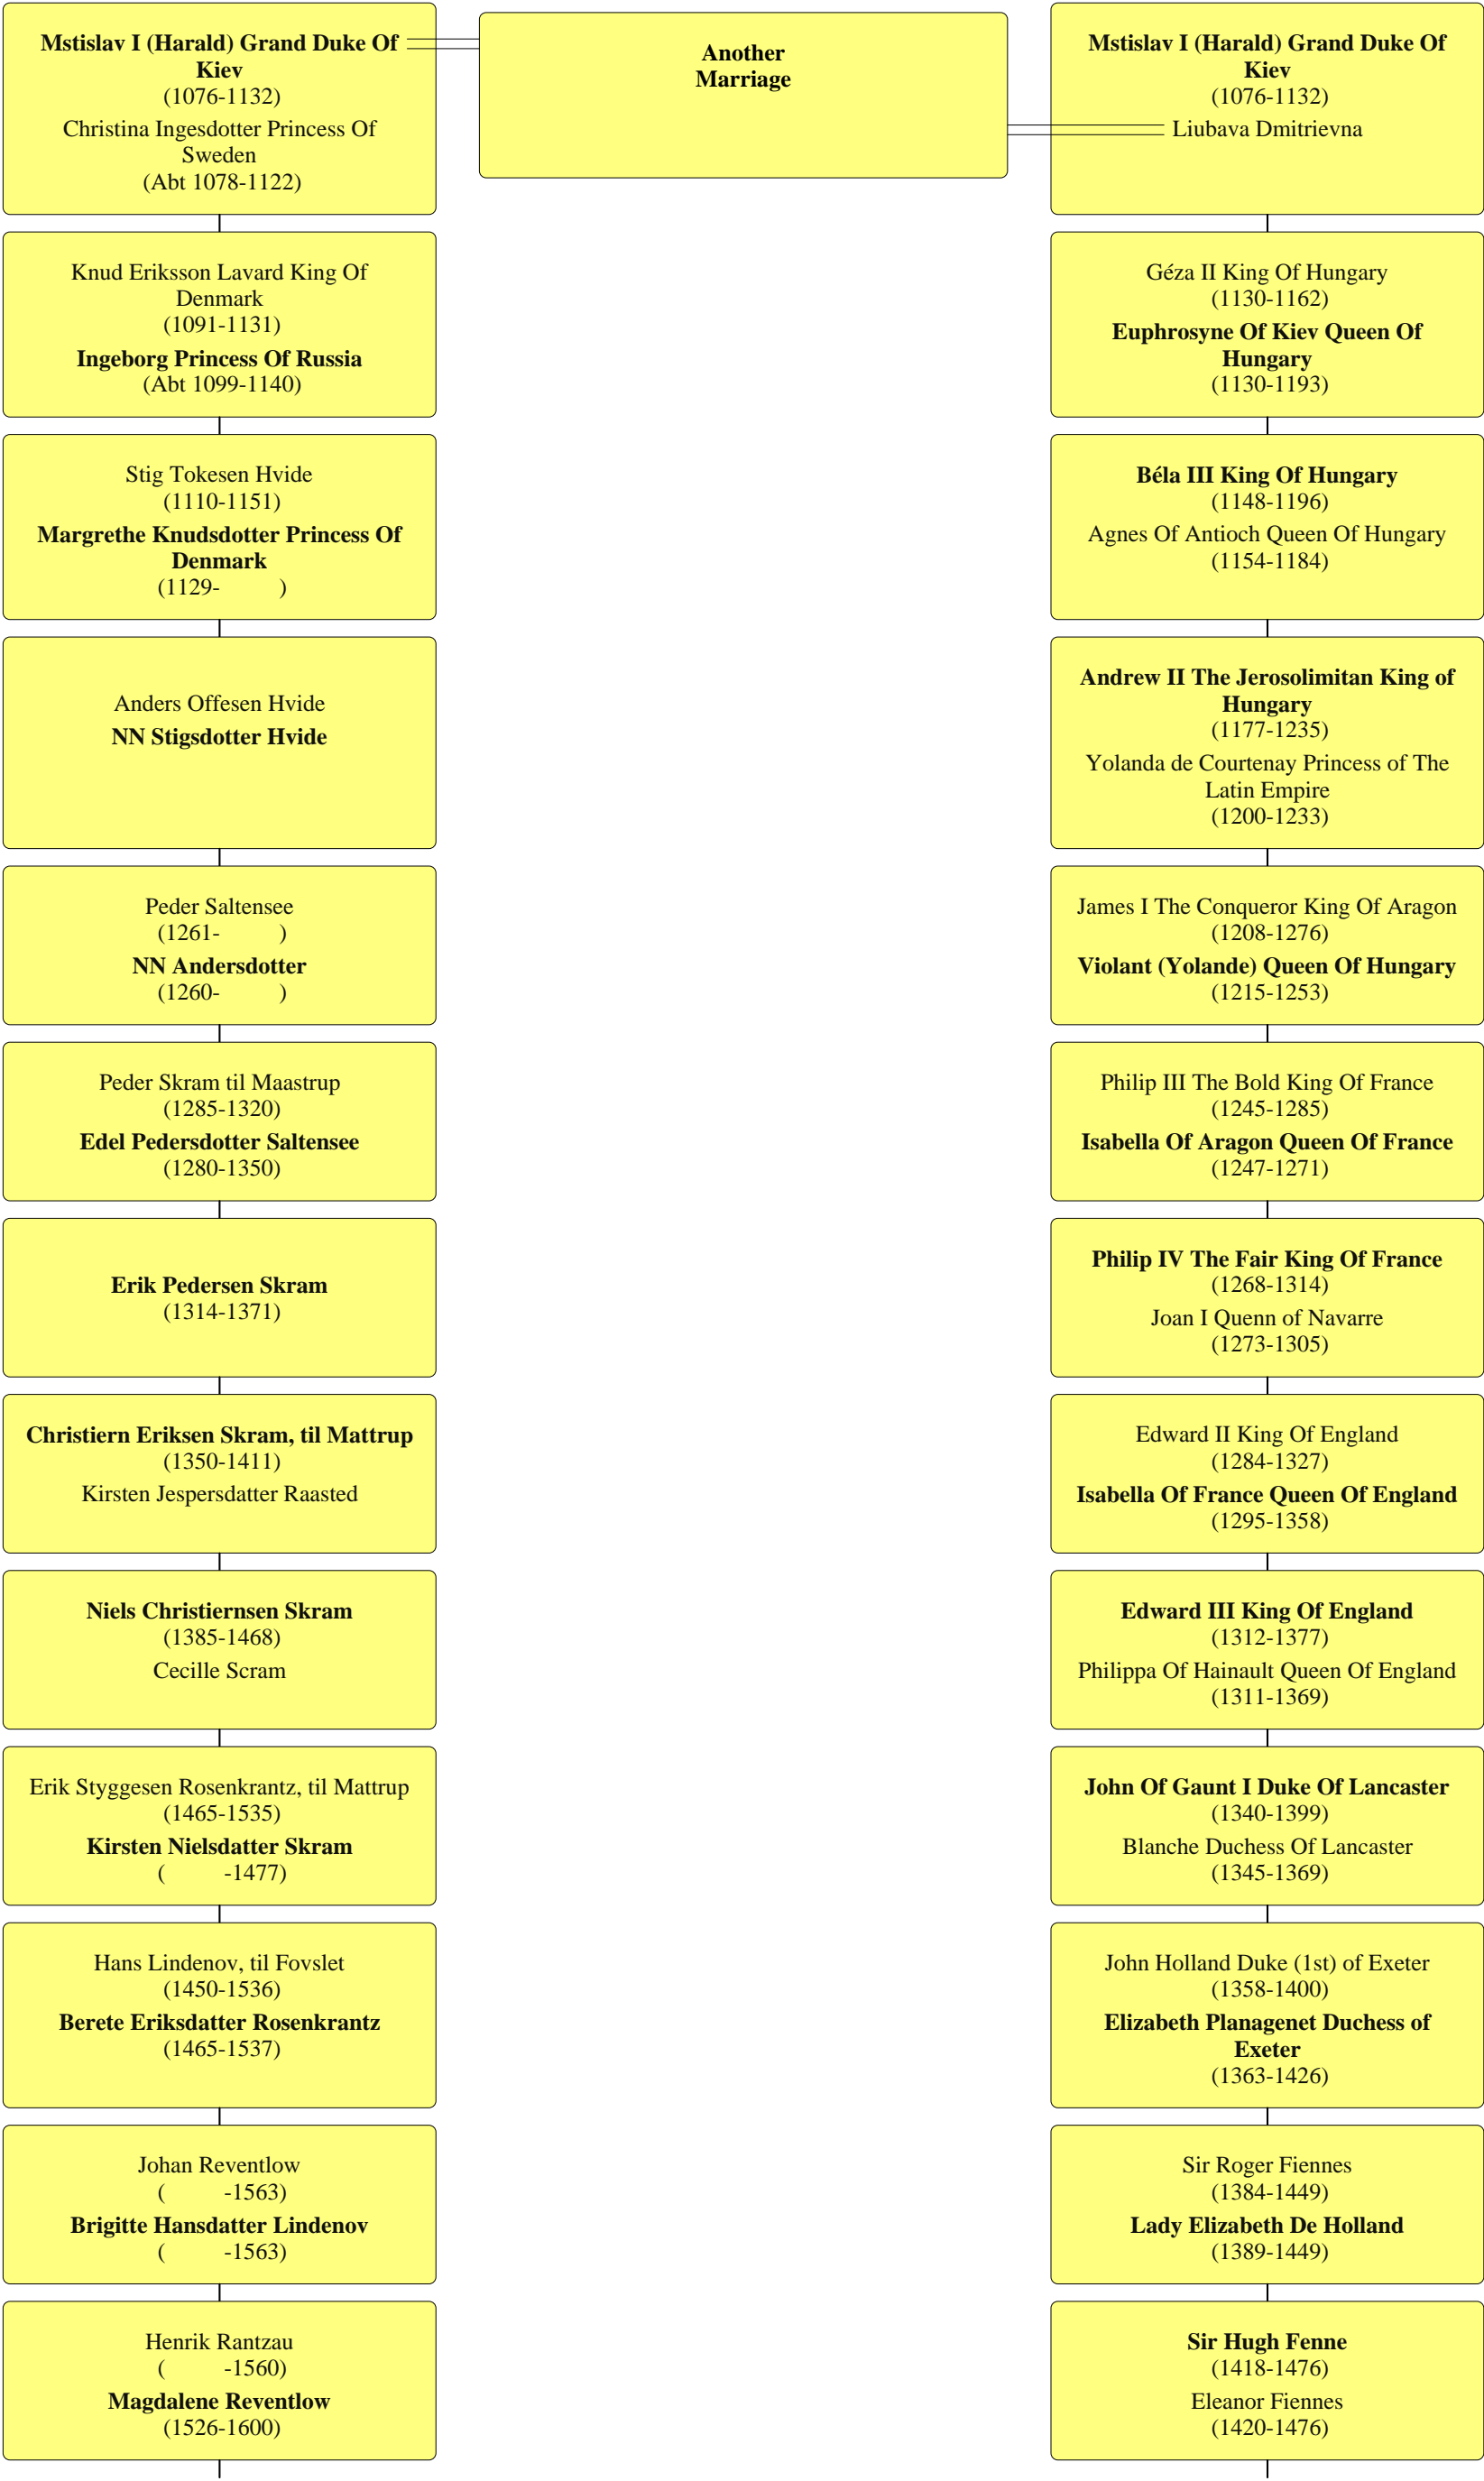 Mstislav I (Harald) Grand Duke Of
Kiev
(1076-1132)
Christina Ingesdotter Princess Of
Sweden
(Abt 1078-1122)
Another
Marriage
Mstislav I (Harald) Grand Duke Of
Kiev
(1076-1132)
Liubava Dmitrievna
Knud Eriksson Lavard King Of
Denmark
(1091-1131)
Ingeborg Princess Of Russia
(Abt 1099-1140)
Géza II King Of Hungary
(1130-1162)
Euphrosyne Of Kiev Queen Of
Hungary
(1130-1193)
Stig Tokesen Hvide
(1110-1151)
Margrethe Knudsdotter Princess Of
Denmark
(1129- )
Béla III King Of Hungary
(1148-1196)
Agnes Of Antioch Queen Of Hungary
(1154-1184)
Anders Offesen Hvide
NN Stigsdotter Hvide
Andrew II The Jerosolimitan King of
Hungary
(1177-1235)
Yolanda de Courtenay Princess of The
Latin Empire
(1200-1233)
Peder Saltensee
(1261- )
NN Andersdotter
(1260- )
James I The Conqueror King Of Aragon
(1208-1276)
Violant (Yolande) Queen Of Hungary
(1215-1253)
Peder Skram til Maastrup
(1285-1320)
Edel Pedersdotter Saltensee
(1280-1350)
Philip III The Bold King Of France
(1245-1285)
Isabella Of Aragon Queen Of France
(1247-1271)
Erik Pedersen Skram
(1314-1371)
Philip IV The Fair King Of France
(1268-1314)
Joan I Quenn of Navarre
(1273-1305)
Christiern Eriksen Skram, til Mattrup
(1350-1411)
Kirsten Jespersdatter Raasted
Edward II King Of England
(1284-1327)
Isabella Of France Queen Of England
(1295-1358)
Niels Christiernsen Skram
(1385-1468)
Cecille Scram
Edward III King Of England
(1312-1377)
Philippa Of Hainault Queen Of England
(1311-1369)
Erik Styggesen Rosenkrantz, til Mattrup
(1465-1535)
Kirsten Nielsdatter Skram
( -1477)
John Of Gaunt I Duke Of Lancaster
(1340-1399)
Blanche Duchess Of Lancaster
(1345-1369)
Hans Lindenov, til Fovslet
(1450-1536)
Berete Eriksdatter Rosenkrantz
(1465-1537)
John Holland Duke (1st) of Exeter
(1358-1400)
Elizabeth Planagenet Duchess of
Exeter
(1363-1426)
Johan Reventlow
( -1563)
Brigitte Hansdatter Lindenov
( -1563)
Sir Roger Fiennes
(1384-1449)
Lady Elizabeth De Holland
(1389-1449)
Henrik Rantzau
( -1560)
Magdalene Reventlow
(1526-1600)
Sir Hugh Fenne
(1418-1476)
Eleanor Fiennes
(1420-1476)